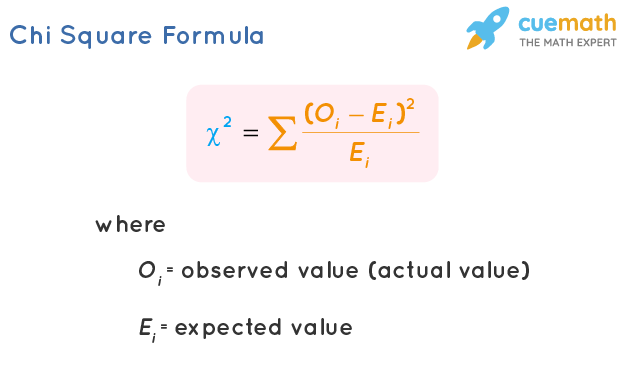 Chi Square Formula
cuemath
THE MATH EXPERT
χ² = ∑ (Oᵢ − Eᵢ)² / Eᵢ
where
Oᵢ = observed value (actual value)
Eᵢ = expected value